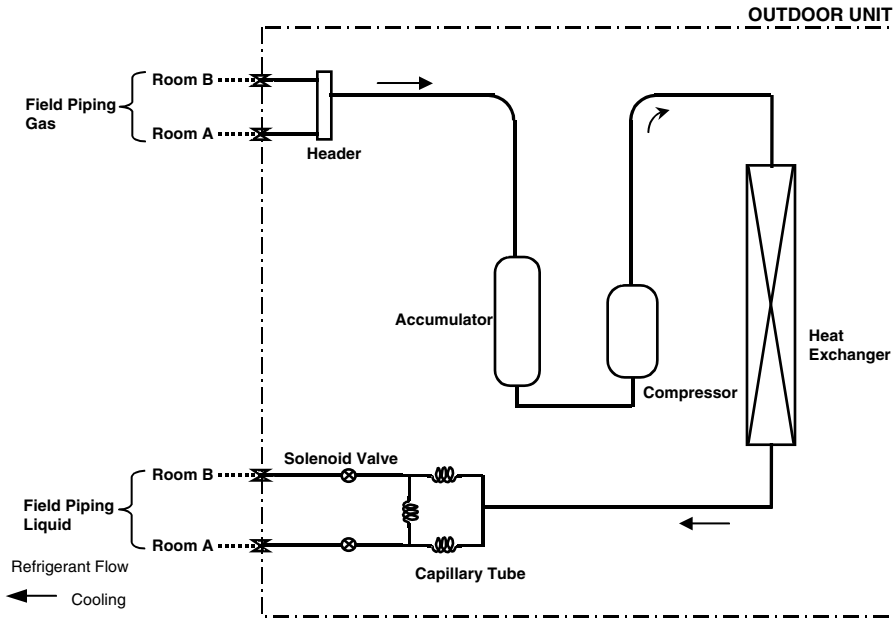 OUTDOOR UNIT
Room B
Field Piping
Gas
Room A
Header
Accumulator
Heat
Exchanger
Compressor
Solenoid Valve
Room B
Field Piping
Liquid
Room A
Refrigerant Flow
Capillary Tube
Cooling